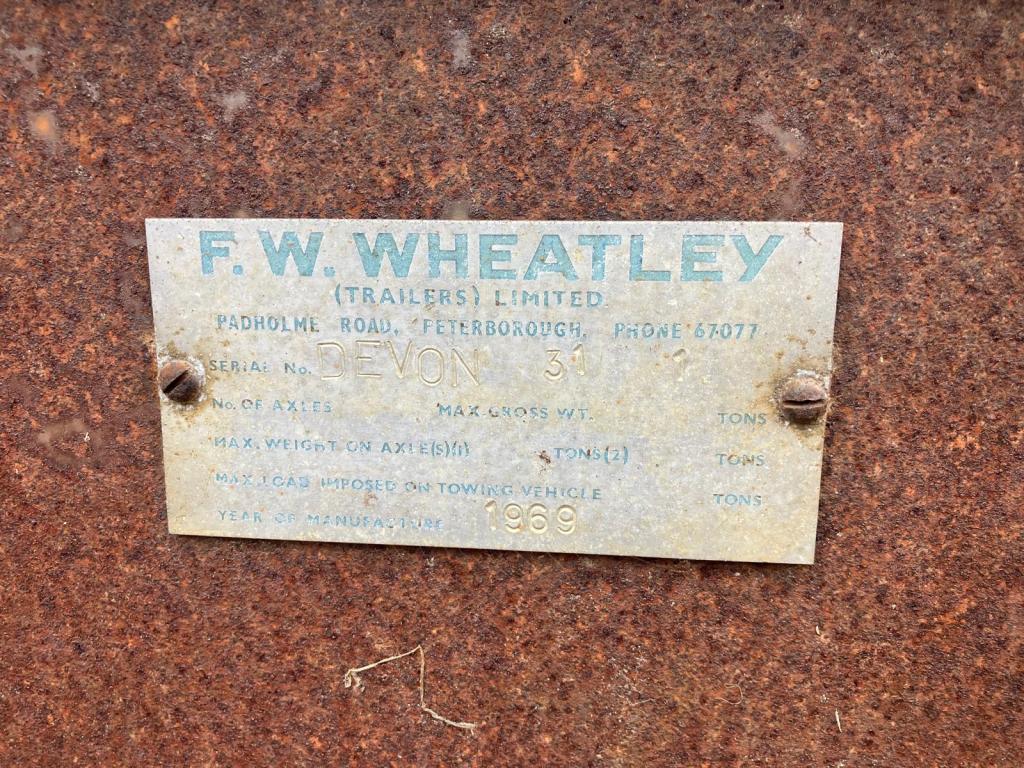 F. W. WHEATLEY
(TRAILERS) LIMITED
PADHOLME ROAD, PETERBOROUGH. PHONE 67077
SERIAL No. DEVON 31 1
No. OF AXLES MAX. GROSS WT. TONS
MAX. WEIGHT ON AXLE(S)(1) TONS(2) TONS
MAX. LOAD IMPOSED ON TOWING VEHICLE TONS
YEAR OF MANUFACTURE 1969